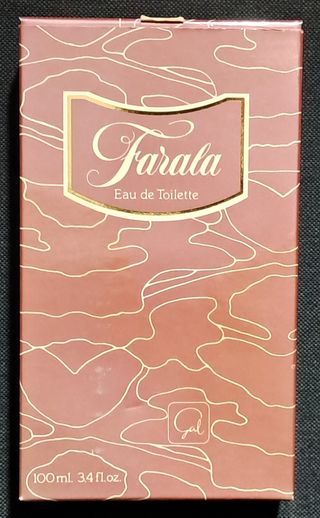 Farala
Eau de Toilette
Gal
100 ml. 3.4 fl.oz.